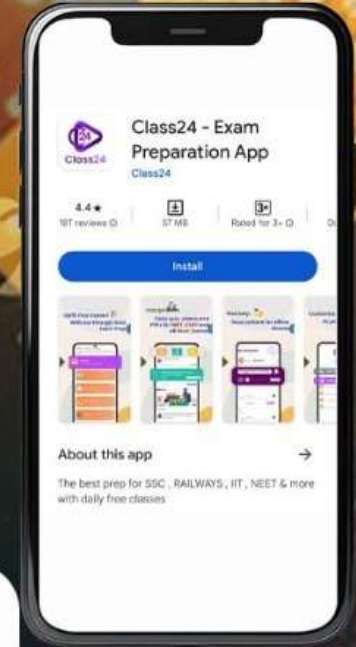 Class24 - Exam
Preparation App
Class24
24
Class24
4.4★
57 MB
3+
Rated for 3+
Install
About this app →
The best prep for SSC , RAILWAYS , IIT , NEET & more
with daily free classes